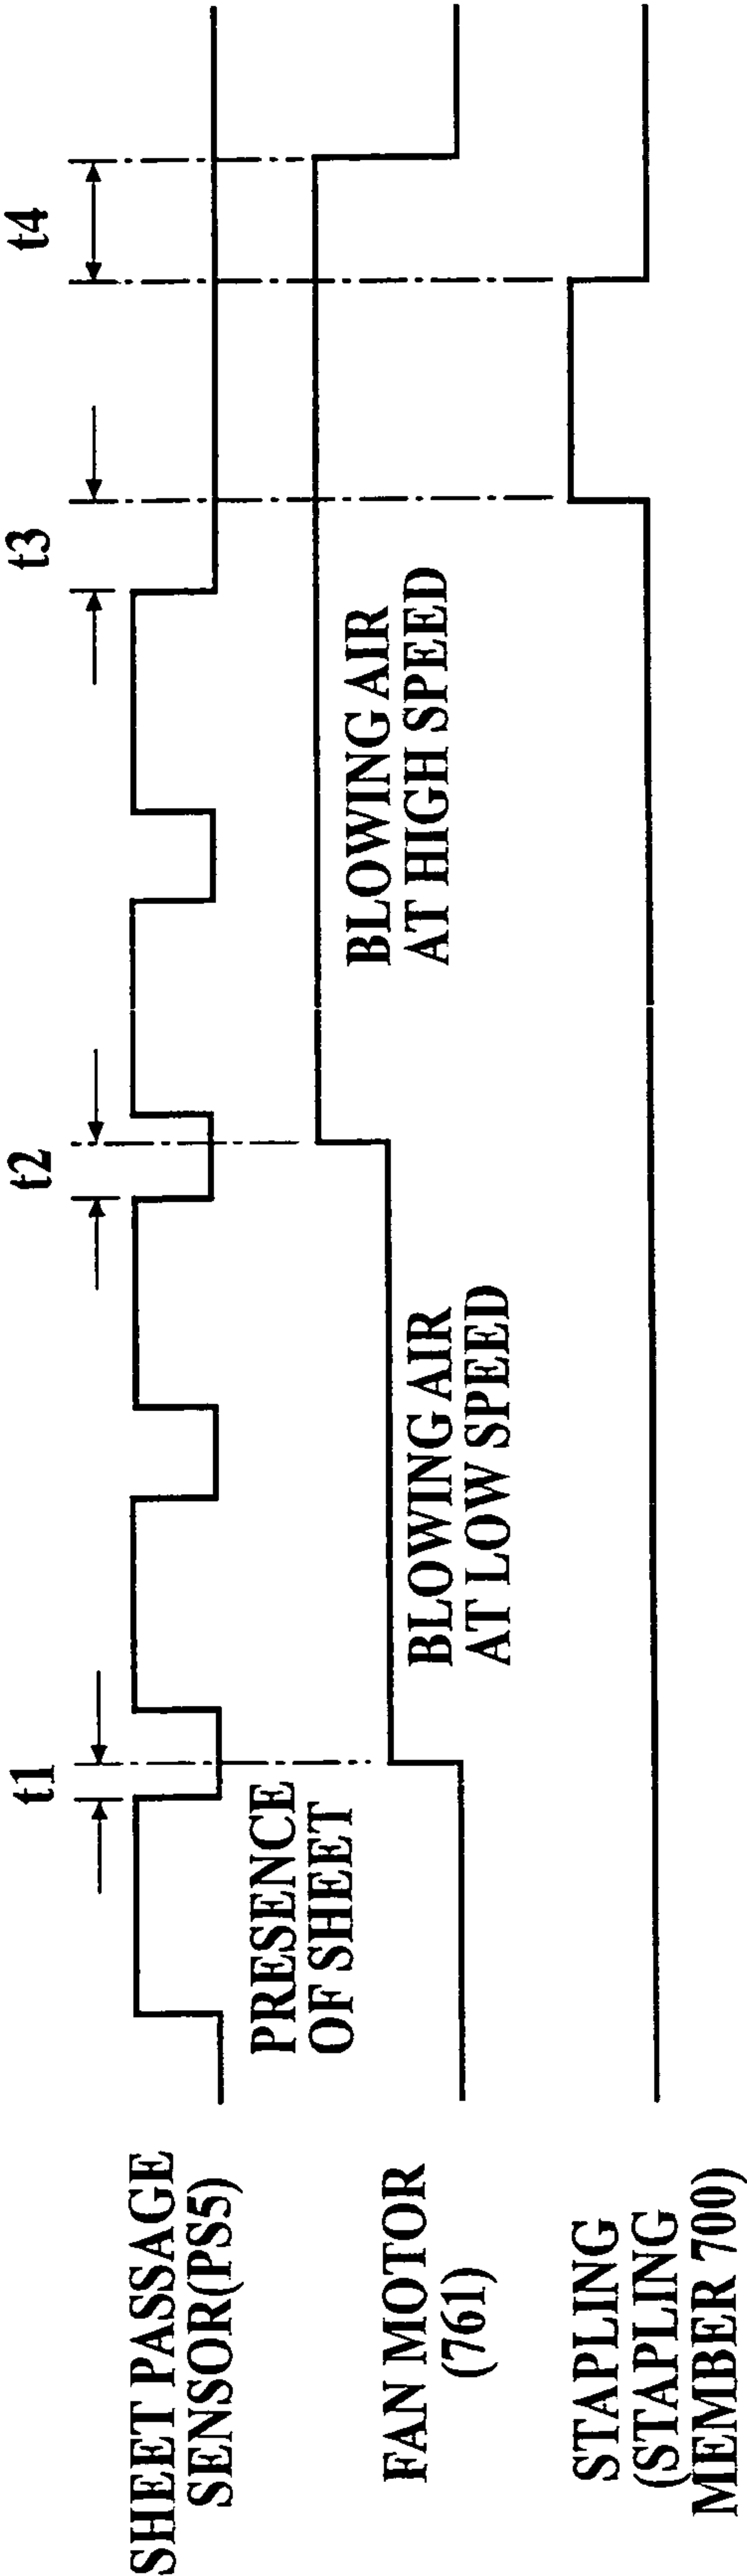 t1
t2
t3
t4
SHEET PASSAGE
SENSOR(PS5)
PRESENCE
OF SHEET
FAN MOTOR
(761)
BLOWING AIR
AT LOW SPEED
BLOWING AIR
AT HIGH SPEED
STAPLING
(STAPLING
MEMBER 700)